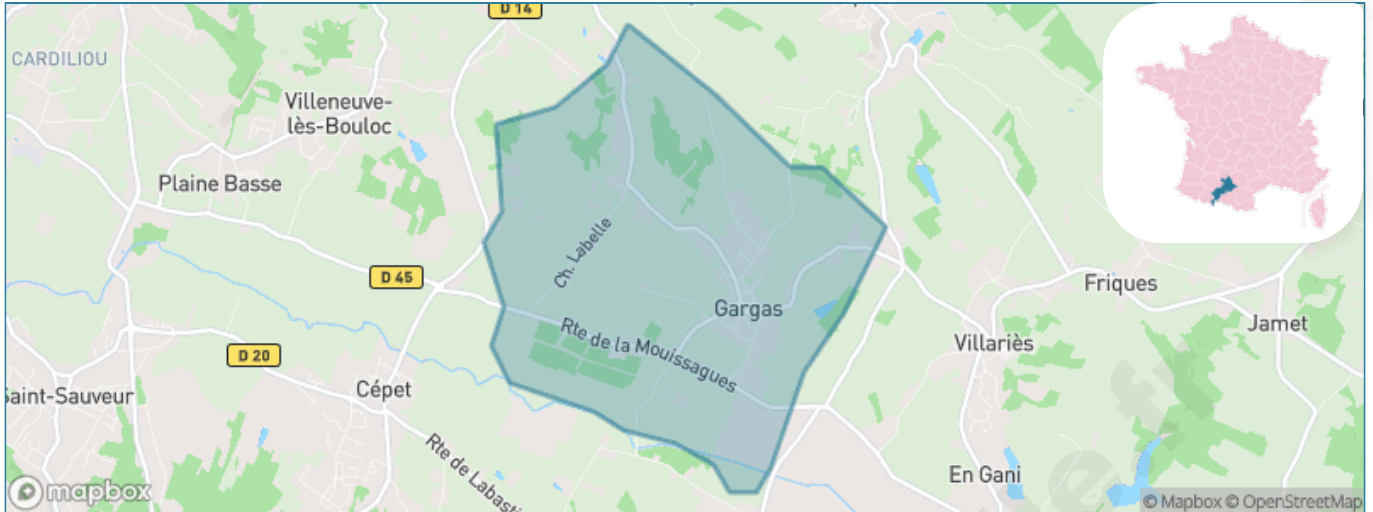 D 14
CARDILIOU
Villeneuve-
lès-Bouloc
Plaine Basse
Ch. Labelle
D 45
Gargas
Friques
Rte de la Mouissagues
Jamet
Villariès
D 20
Cépet
Saint-Sauveur
Rte de Labasti
En Gani
mapbox
© Mapbox © OpenStreetMap